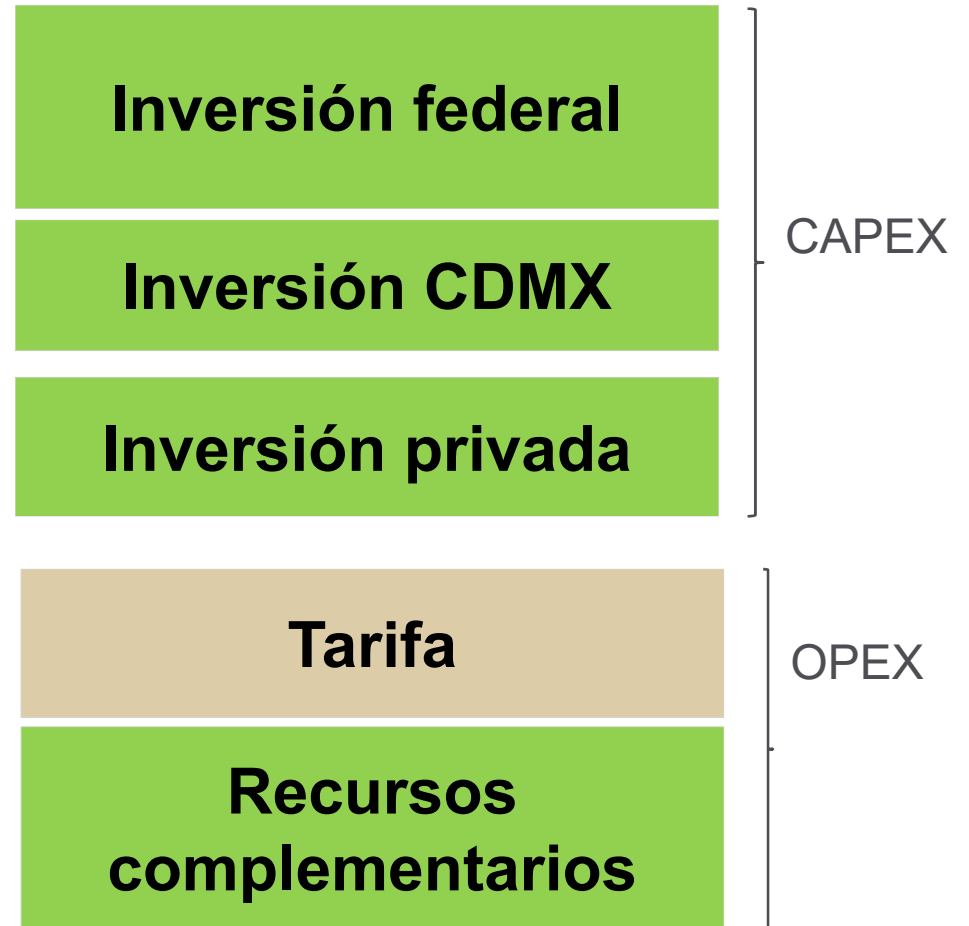 Inversión federal
CAPEX
Inversión CDMX
Inversión privada
Tarifa
OPEX
Recursos
complementarios